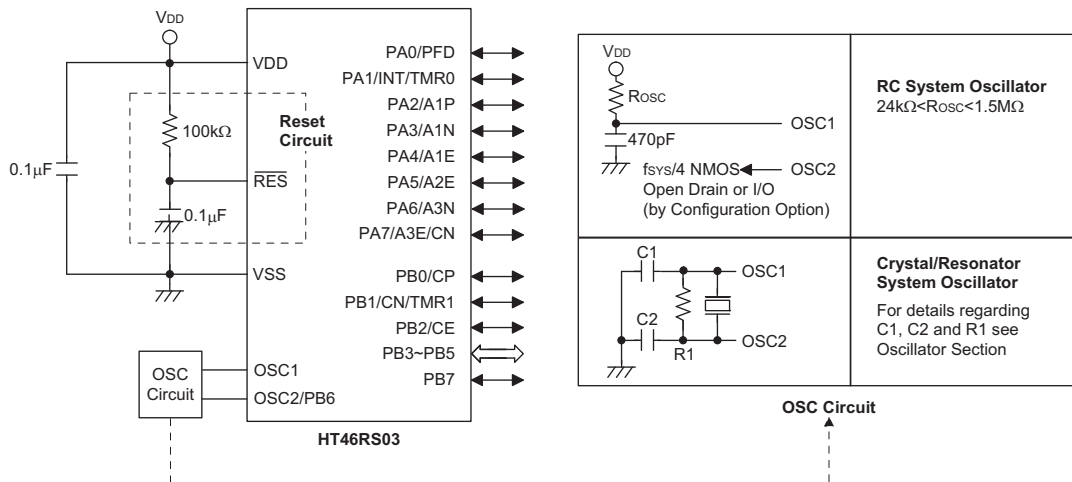 VDD
VDD
Reset
Circuit
100kΩ
RES
0.1μF
0.1μF
VSS
OSC
Circuit
OSC1
OSC2/PB6
PA0/PFD
PA1/INT/TMR0
PA2/A1P
PA3/A1N
PA4/A1E
PA5/A2E
PA6/A3N
PA7/A3E/CN
PB0/CP
PB1/CN/TMR1
PB2/CE
PB3~PB5
PB7
HT46RS03
VDD
ROSC
OSC1
470pF
fSYS/4 NMOS
OSC2
Open Drain or I/O
(by Configuration Option)
RC System Oscillator
24kΩ<ROSC<1.5MΩ
C1
OSC1
C2
OSC2
R1
Crystal/Resonator
System Oscillator
For details regarding
C1, C2 and R1 see
Oscillator Section
OSC Circuit